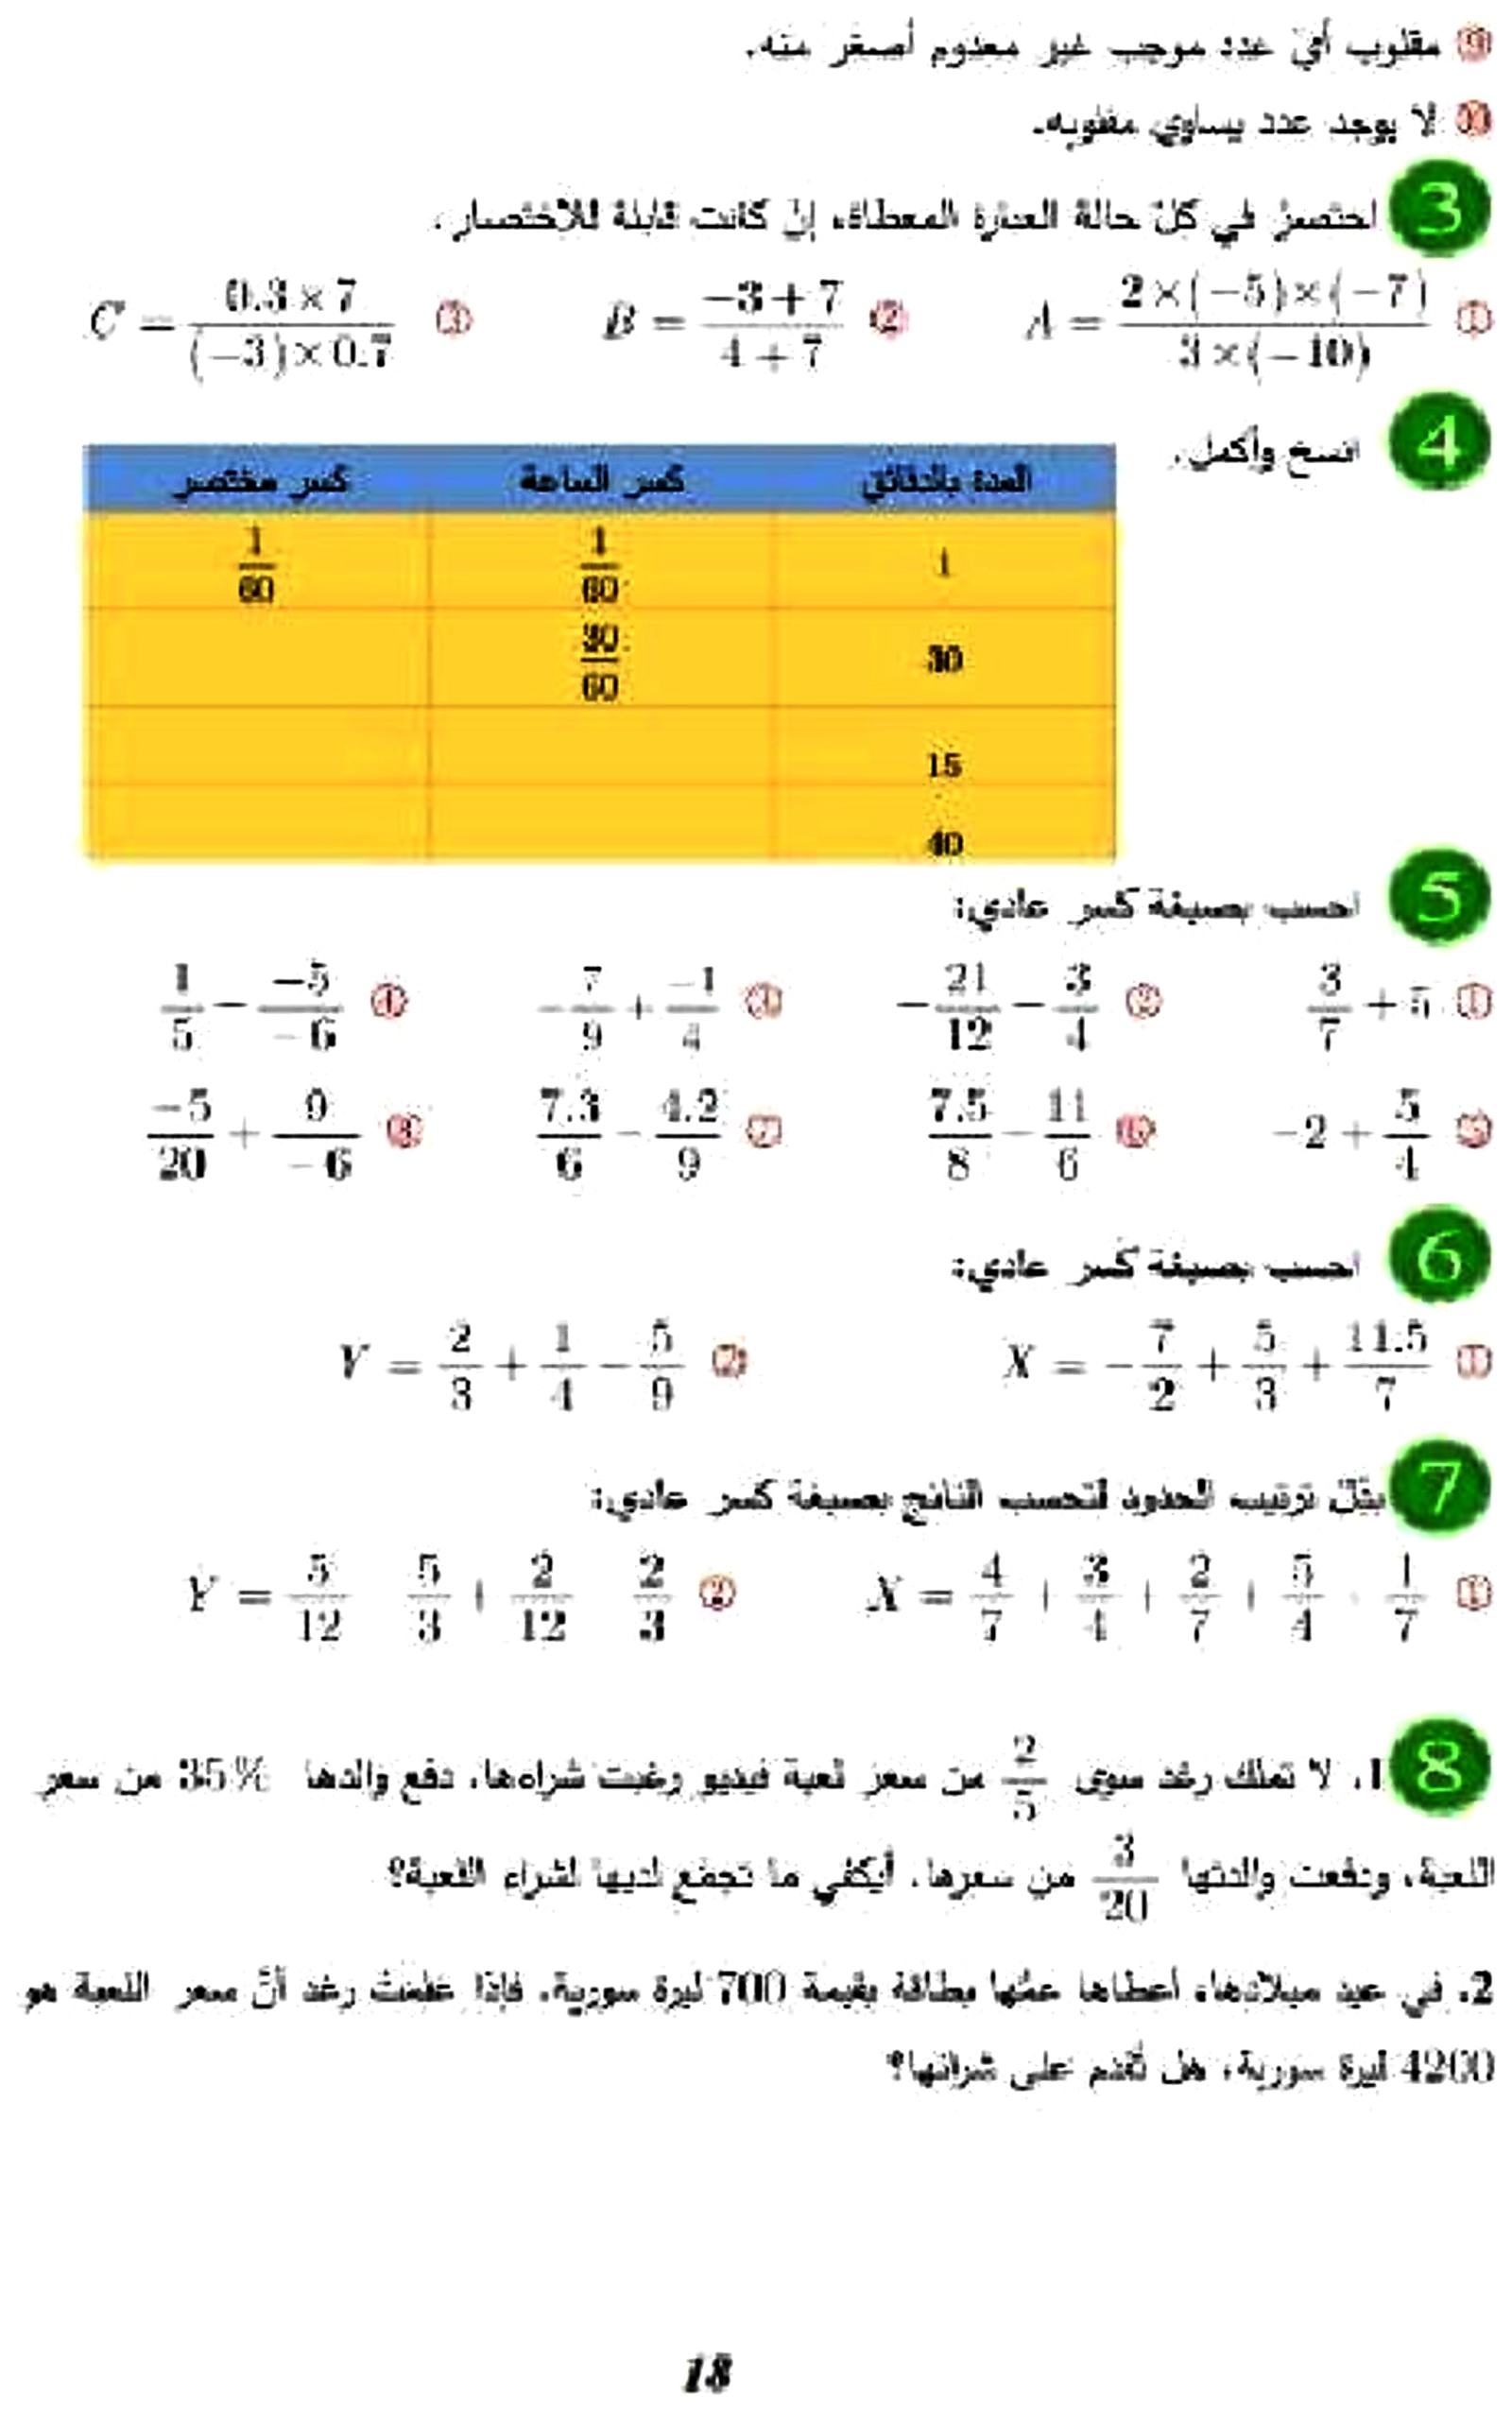 ⑨ مقلوب أيّ عدد موجب غير معدوم أصغر منه.
⑩ لا يوجد عدد يساوي مقلوبه.
3 اختصرْ في كلّ حالة العبارة المعطاة، إنْ كانت قابلة للاختصار.
① A = (2×(−5)×(−7))/(3×(−10)) ② B = (−3+7)/(4+7) ③ C = (0.3×7)/((−3)×0.7)
4 انسخ وأكمل.
المدة بالدقائق كسر الساعة كسر مختصر
1 1/60 1/60
30 30/60
15
40
5 احسب بصيغة كسر عادي:
① 3/7 + 5 ② −21/12 − 3/4 ③ −7/9 + −1/4 ④ 1/5 − −5/−6
⑤ −2 + 5/4 ⑥ 7.5/8 − 11/6 ⑦ 7.3/6 − 4.2/9 ⑧ −5/20 + 9/−6
6 احسب بصيغة كسر عادي:
① X = −7/2 + 5/3 + 11.5/7 ② Y = 2/3 + 1/4 − 5/9
7 بدّل ترتيب الحدود لتحسب الناتج بصيغة كسر عادي:
① X = 4/7 + 3/4 + 2/7 + 5/4 1/7 ② Y = 12 5/3 + 2/12 2/3
8 1. لا تملك رغد سوى 2/5 من سعر لعبة فيديو رغبت شراءها، دفع والدها 35% من سعر
اللعبة، ودفعت والدتها 3/20 من سعرها. أيكفي ما تجمّع لديها لشراء اللعبة؟
2. في عيد ميلادها، أعطاها عمّها بطاقة بقيمة 700 ليرة سورية. فإذا علمتْ رغد أنّ سعر اللعبة هو
4200 ليرة سورية، هل تُقدم على شرائها؟
18